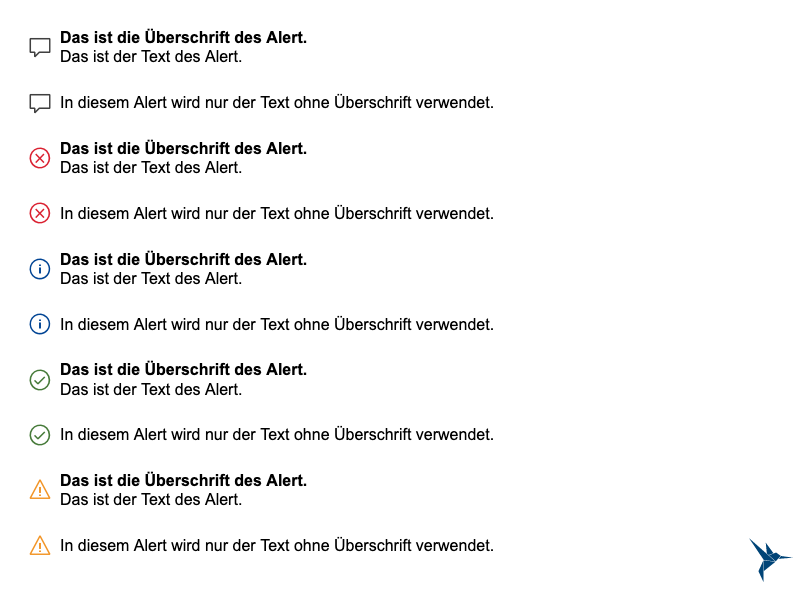 Das ist die Überschrift des Alert.
Das ist der Text des Alert.
In diesem Alert wird nur der Text ohne Überschrift verwendet.
Das ist die Überschrift des Alert.
Das ist der Text des Alert.
In diesem Alert wird nur der Text ohne Überschrift verwendet.
Das ist die Überschrift des Alert.
Das ist der Text des Alert.
In diesem Alert wird nur der Text ohne Überschrift verwendet.
Das ist die Überschrift des Alert.
Das ist der Text des Alert.
In diesem Alert wird nur der Text ohne Überschrift verwendet.
Das ist die Überschrift des Alert.
Das ist der Text des Alert.
In diesem Alert wird nur der Text ohne Überschrift verwendet.